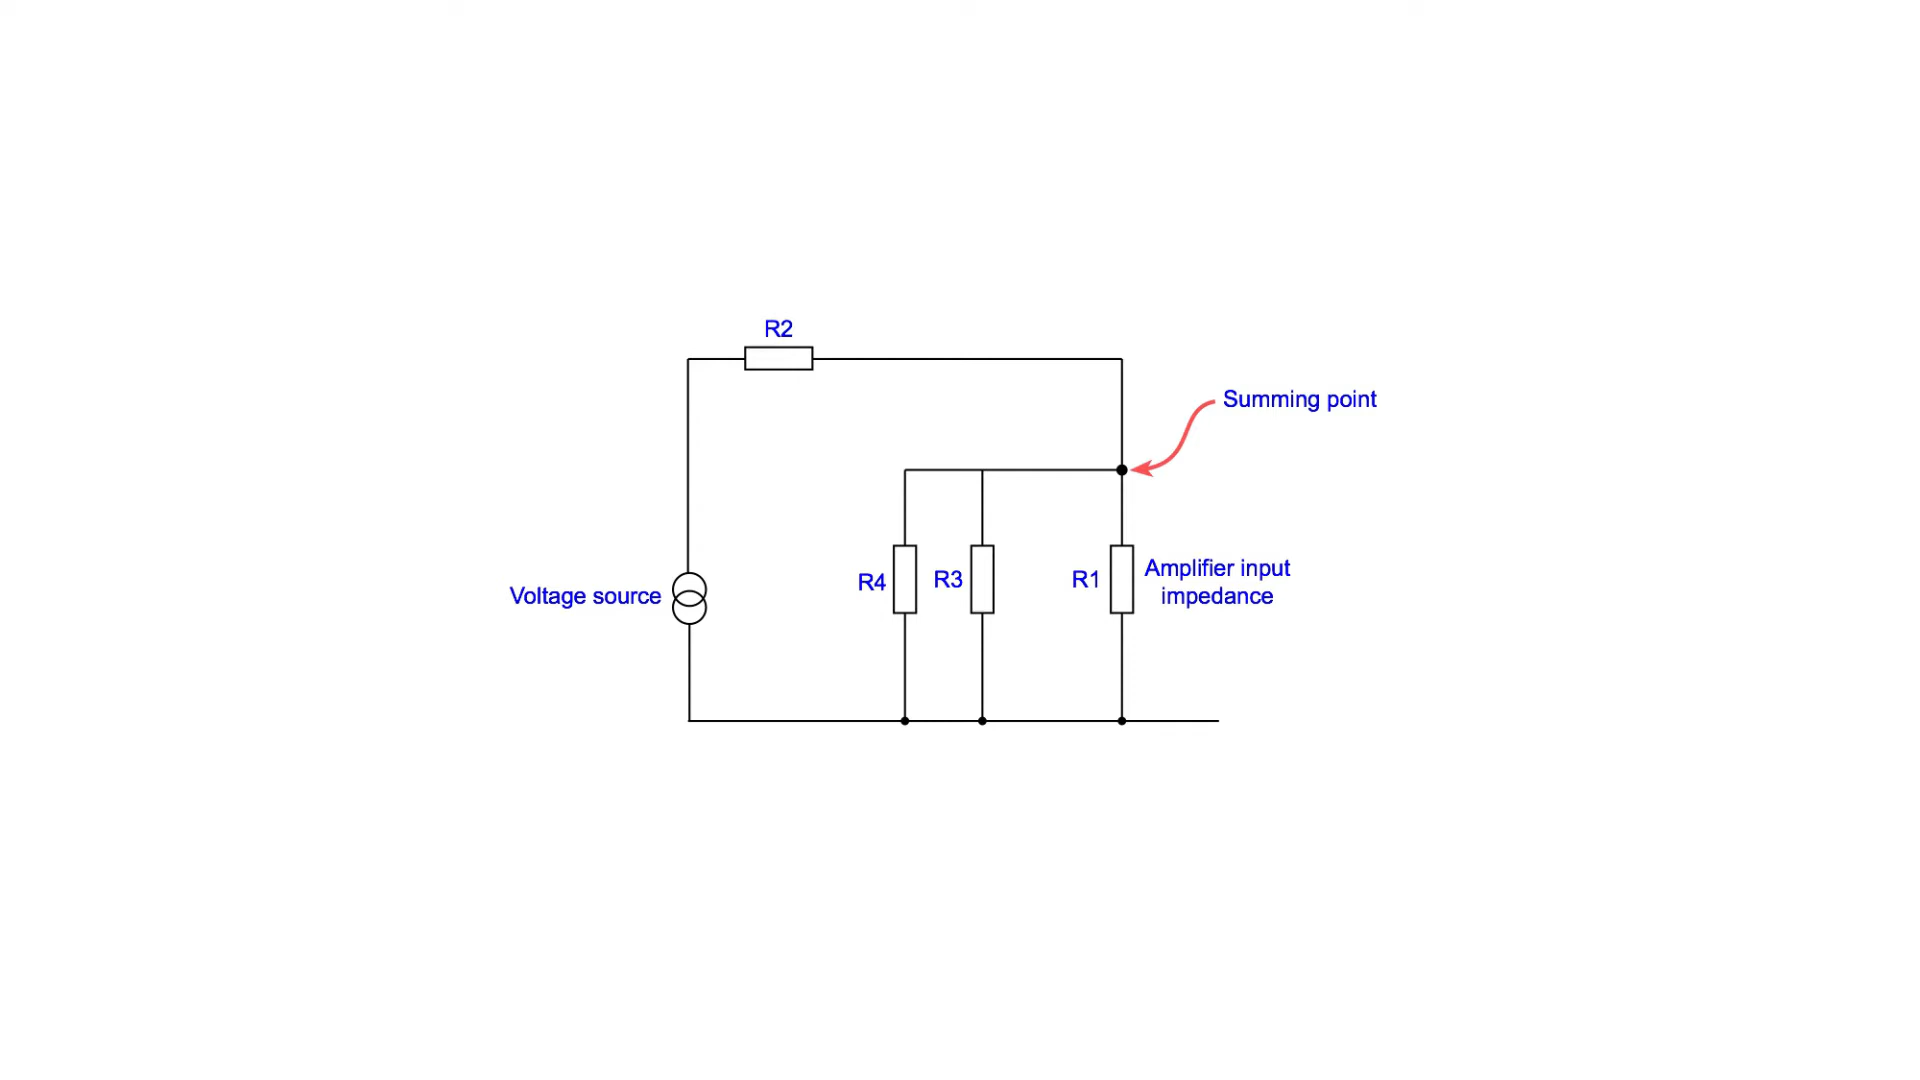 R2
Summing point
Voltage source
R4
R3
R1
Amplifier input
impedance